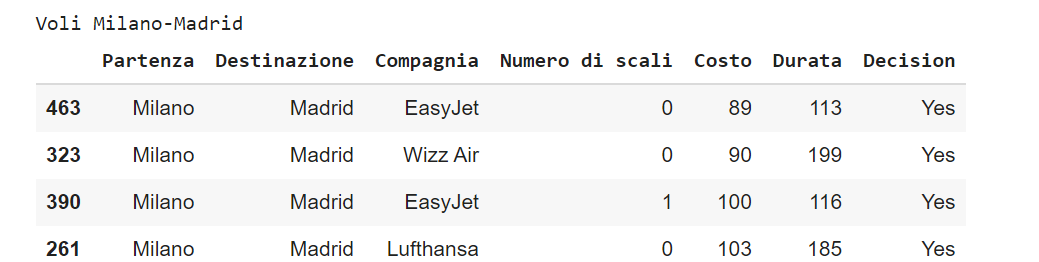 Voli Milano-Madrid
Partenza Destinazione Compagnia Numero di scali Costo Durata Decision
463 Milano Madrid EasyJet 0 89 113 Yes
323 Milano Madrid Wizz Air 0 90 199 Yes
390 Milano Madrid EasyJet 1 100 116 Yes
261 Milano Madrid Lufthansa 0 103 185 Yes